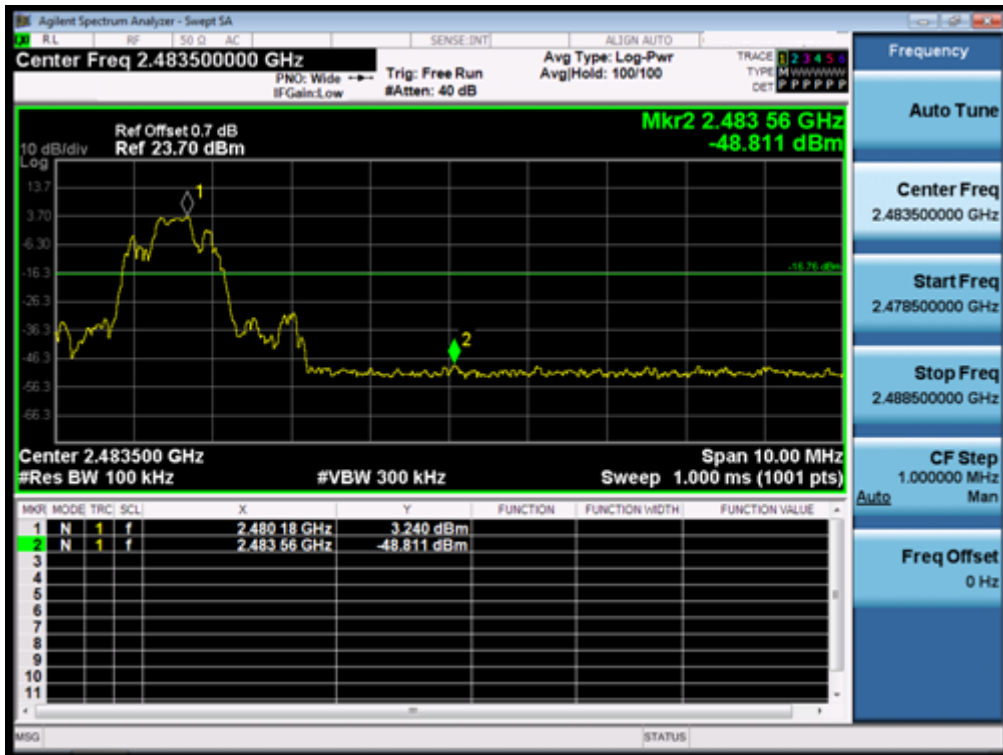 Agilent Spectrum Analyzer - Swept SA
RL RF 50 Ω AC SENSE:INT ALIGN AUTO
Center Freq 2.483500000 GHz
PNO: Wide
IFGain:Low
Trig: Free Run
#Atten: 40 dB
Avg Type: Log-Pwr
Avg|Hold: 100/100
TRACE 1 2 3 4 5 6
TYPE M WWWWW
DET P P P P P P
Ref Offset 0.7 dB
10 dB/div Ref 23.70 dBm
Log
Mkr2 2.483 56 GHz
-48.811 dBm
13.7
3.70
-6.30
-16.3
-26.3
-36.3
-46.3
-56.3
-66.3
1
2
-16.76 dBm
Center 2.483500 GHz Span 10.00 MHz
#Res BW 100 kHz #VBW 300 kHz Sweep 1.000 ms (1001 pts)
MKR MODE TRC SCL X Y FUNCTION FUNCTION WIDTH FUNCTION VALUE
1 N 1 f 2.480 18 GHz 3.240 dBm
2 N 1 f 2.483 56 GHz -48.811 dBm
3
4
5
6
7
8
9
10
11
MSG STATUS
Frequency
Auto Tune
Center Freq
2.483500000 GHz
Start Freq
2.478500000 GHz
Stop Freq
2.488500000 GHz
CF Step
1.000000 MHz
Auto Man
Freq Offset
0 Hz